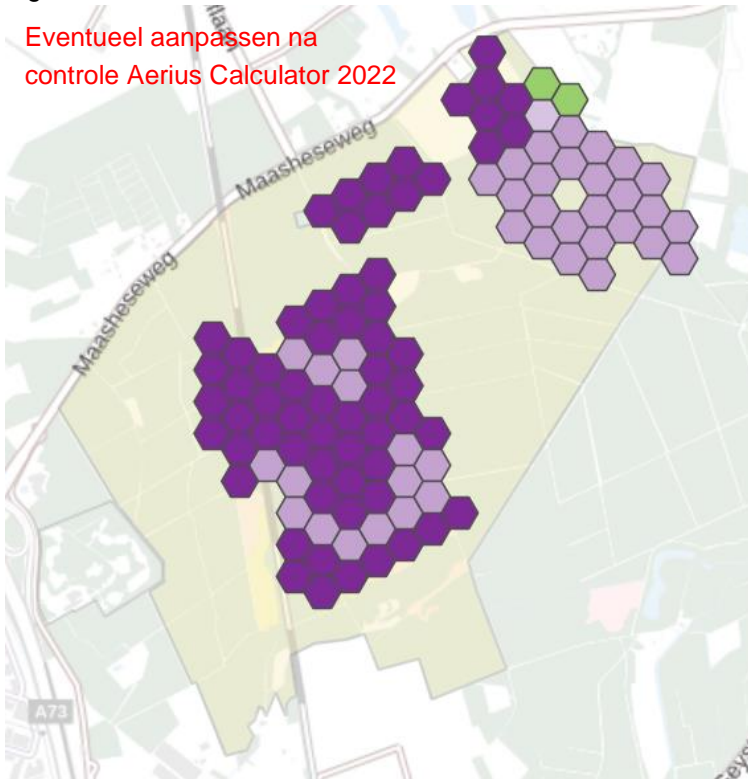 Eventueel aanpassen na
controle Aerius Calculator 2022
Maasheseweg
Maasheseweg
A73